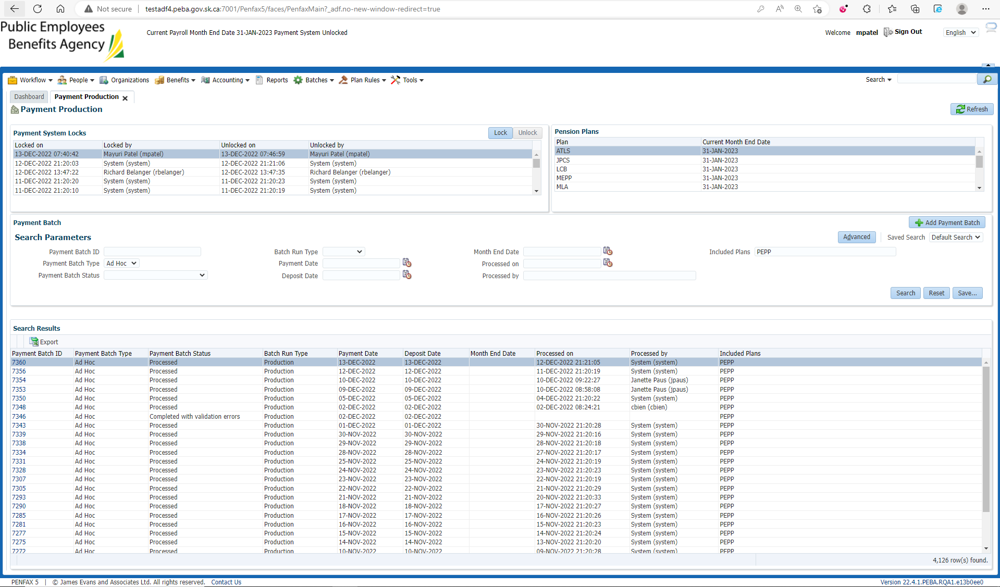 Not secure | testadf4.peba.gov.sk.ca:7001/Penfax5/faces/PenfaxMain?_adf.no-new-window-redirect=true
Public Employees
Benefits Agency
Current Payroll Month End Date 31-JAN-2023 Payment System Unlocked
Welcome mpatel Sign Out English
Workflow People Organizations Benefits Accounting Reports Batches Plan Rules Tools Search
Dashboard Payment Production
Payment Production
Refresh
Payment System Locks Lock Unlock
Locked on Locked by Unlocked on Unlocked by
13-DEC-2022 07:40:42 Mayuri Patel (mpatel) 13-DEC-2022 07:46:59 Mayuri Patel (mpatel)
12-DEC-2022 21:20:03 System (system) 12-DEC-2022 21:21:06 System (system)
12-DEC-2022 13:47:22 Richard Belanger (rbelanger) 12-DEC-2022 13:47:35 Richard Belanger (rbelanger)
11-DEC-2022 21:20:20 System (system) 11-DEC-2022 21:20:23 System (system)
11-DEC-2022 21:20:10 System (system) 11-DEC-2022 21:20:19 System (system)
Pension Plans
Plan Current Month End Date
ATLS 31-JAN-2023
JPCS 31-JAN-2023
LCB 31-JAN-2023
MEPP 31-JAN-2023
MLA 31-JAN-2023
Payment Batch Add Payment Batch
Search Parameters Advanced Saved Search Default Search
Payment Batch ID Batch Run Type Month End Date Included Plans PEPP
Payment Batch Type Ad Hoc Payment Date Processed on
Payment Batch Status Deposit Date Processed by
Search Reset Save...
Search Results
Export
Payment Batch ID Payment Batch Type Payment Batch Status Batch Run Type Payment Date Deposit Date Month End Date Processed on Processed by Included Plans
7360 Ad Hoc Processed Production 13-DEC-2022 13-DEC-2022 12-DEC-2022 21:21:05 System (system) PEPP
7356 Ad Hoc Processed Production 12-DEC-2022 12-DEC-2022 11-DEC-2022 21:20:19 System (system) PEPP
7354 Ad Hoc Processed Production 10-DEC-2022 10-DEC-2022 10-DEC-2022 09:22:27 Janette Paus (jpaus) PEPP
7353 Ad Hoc Processed Production 09-DEC-2022 09-DEC-2022 10-DEC-2022 08:58:08 Janette Paus (jpaus) PEPP
7350 Ad Hoc Processed Production 05-DEC-2022 05-DEC-2022 04-DEC-2022 21:20:22 System (system) PEPP
7348 Ad Hoc Processed Production 02-DEC-2022 02-DEC-2022 02-DEC-2022 08:24:21 cbien (cbien) PEPP
7346 Ad Hoc Completed with validation errors Production 02-DEC-2022 02-DEC-2022 PEPP
7343 Ad Hoc Processed Production 01-DEC-2022 01-DEC-2022 30-NOV-2022 21:20:28 System (system) PEPP
7339 Ad Hoc Processed Production 30-NOV-2022 30-NOV-2022 29-NOV-2022 21:20:16 System (system) PEPP
7338 Ad Hoc Processed Production 29-NOV-2022 29-NOV-2022 28-NOV-2022 21:20:18 System (system) PEPP
7334 Ad Hoc Processed Production 28-NOV-2022 28-NOV-2022 27-NOV-2022 21:20:17 System (system) PEPP
7331 Ad Hoc Processed Production 25-NOV-2022 25-NOV-2022 24-NOV-2022 21:20:19 System (system) PEPP
7328 Ad Hoc Processed Production 24-NOV-2022 24-NOV-2022 23-NOV-2022 21:20:23 System (system) PEPP
7307 Ad Hoc Processed Production 23-NOV-2022 23-NOV-2022 22-NOV-2022 21:20:19 System (system) PEPP
7305 Ad Hoc Processed Production 22-NOV-2022 22-NOV-2022 21-NOV-2022 21:20:29 System (system) PEPP
7293 Ad Hoc Processed Production 21-NOV-2022 21-NOV-2022 20-NOV-2022 21:20:33 System (system) PEPP
7290 Ad Hoc Processed Production 18-NOV-2022 18-NOV-2022 17-NOV-2022 21:20:27 System (system) PEPP
7285 Ad Hoc Processed Production 17-NOV-2022 17-NOV-2022 16-NOV-2022 21:20:26 System (system) PEPP
7281 Ad Hoc Processed Production 16-NOV-2022 16-NOV-2022 15-NOV-2022 21:20:23 System (system) PEPP
7277 Ad Hoc Processed Production 15-NOV-2022 15-NOV-2022 14-NOV-2022 21:20:24 System (system) PEPP
7275 Ad Hoc Processed Production 14-NOV-2022 14-NOV-2022 13-NOV-2022 21:20:20 System (system) PEPP
7272 Ad Hoc Processed Production 10-NOV-2022 10-NOV-2022 09-NOV-2022 21:20:28 System (system) PEPP
4,126 row(s) found.
PENFAX 5 | © James Evans and Associates Ltd. All rights reserved. Contact Us Version 22.4.1.PEBA.RQA1.e13b0ee0